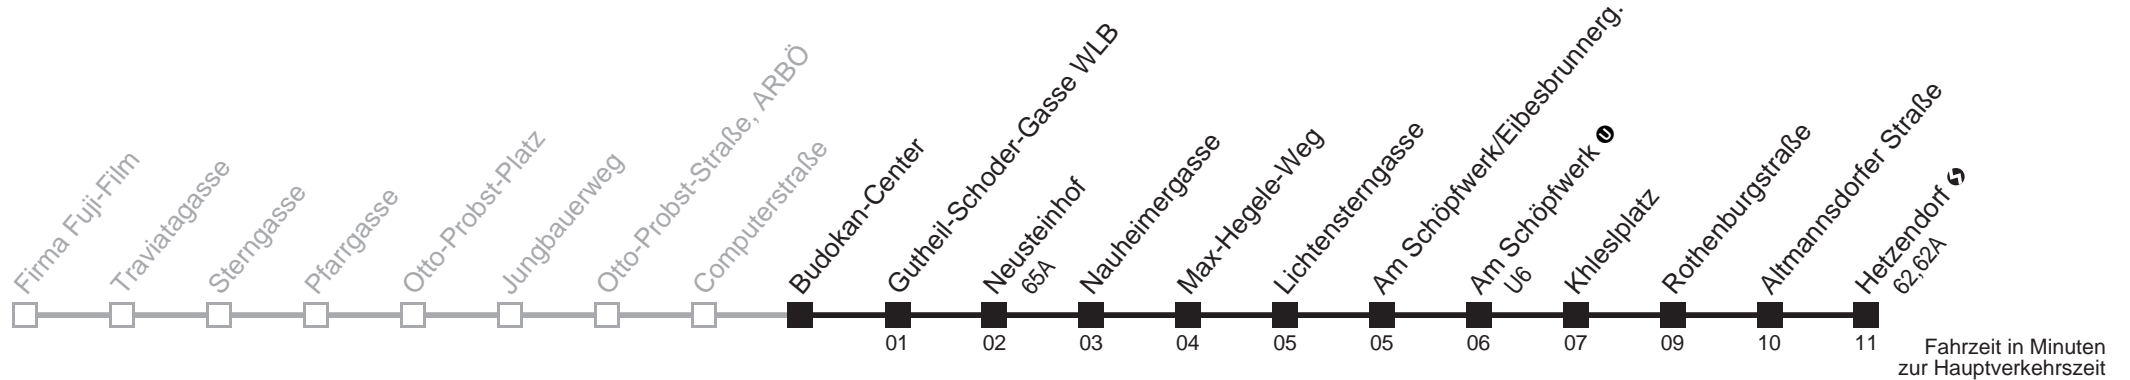 Firma Fuji-Film
Traviatagasse
Sterngasse
Pfarrgasse
Otto-Probst-Platz
Jungbauerweg
Otto-Probst-Straße, ARBÖ
Computerstraße
Budokan-Center
Gutheil-Schoder-Gasse WLB
Neusteinhof
65A
Nauheimergasse
Max-Hegele-Weg
Lichtensterngasse
Am Schöpfwerk/Eibesbrunnerg.
Am Schöpfwerk U
U6
Khleslplatz
Rothenburgstraße
Altmannsdorfer Straße
Hetzendorf
62,62A
01 02 03 04 05 05 06 07 09 10 11
Fahrzeit in Minuten
zur Hauptverkehrszeit